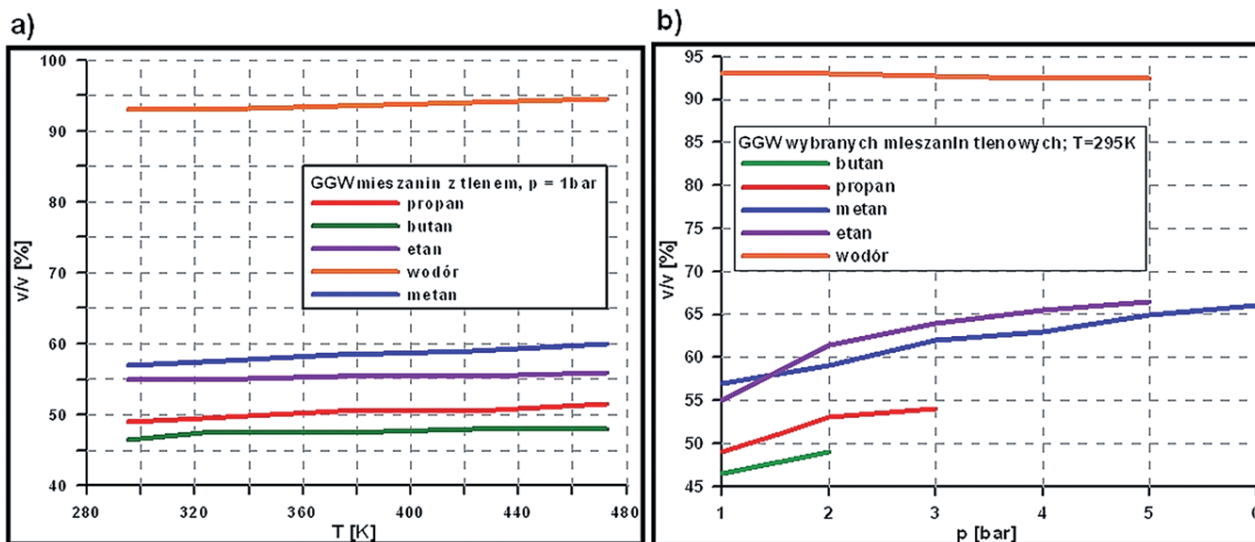 a)
100
90
80
70
60
50
40
v/v [%]
280
320
360
400
440
480
T [K]
GGW mieszanin z tlenem, p = 1bar
propan
butan
etan
wodór
metan
b)
95
90
85
80
75
70
65
60
55
50
45
v/v [%]
1
2
3
4
5
6
p [bar]
GGW wybranych mieszanin tlenowych; T=295K
butan
propan
metan
etan
wodór